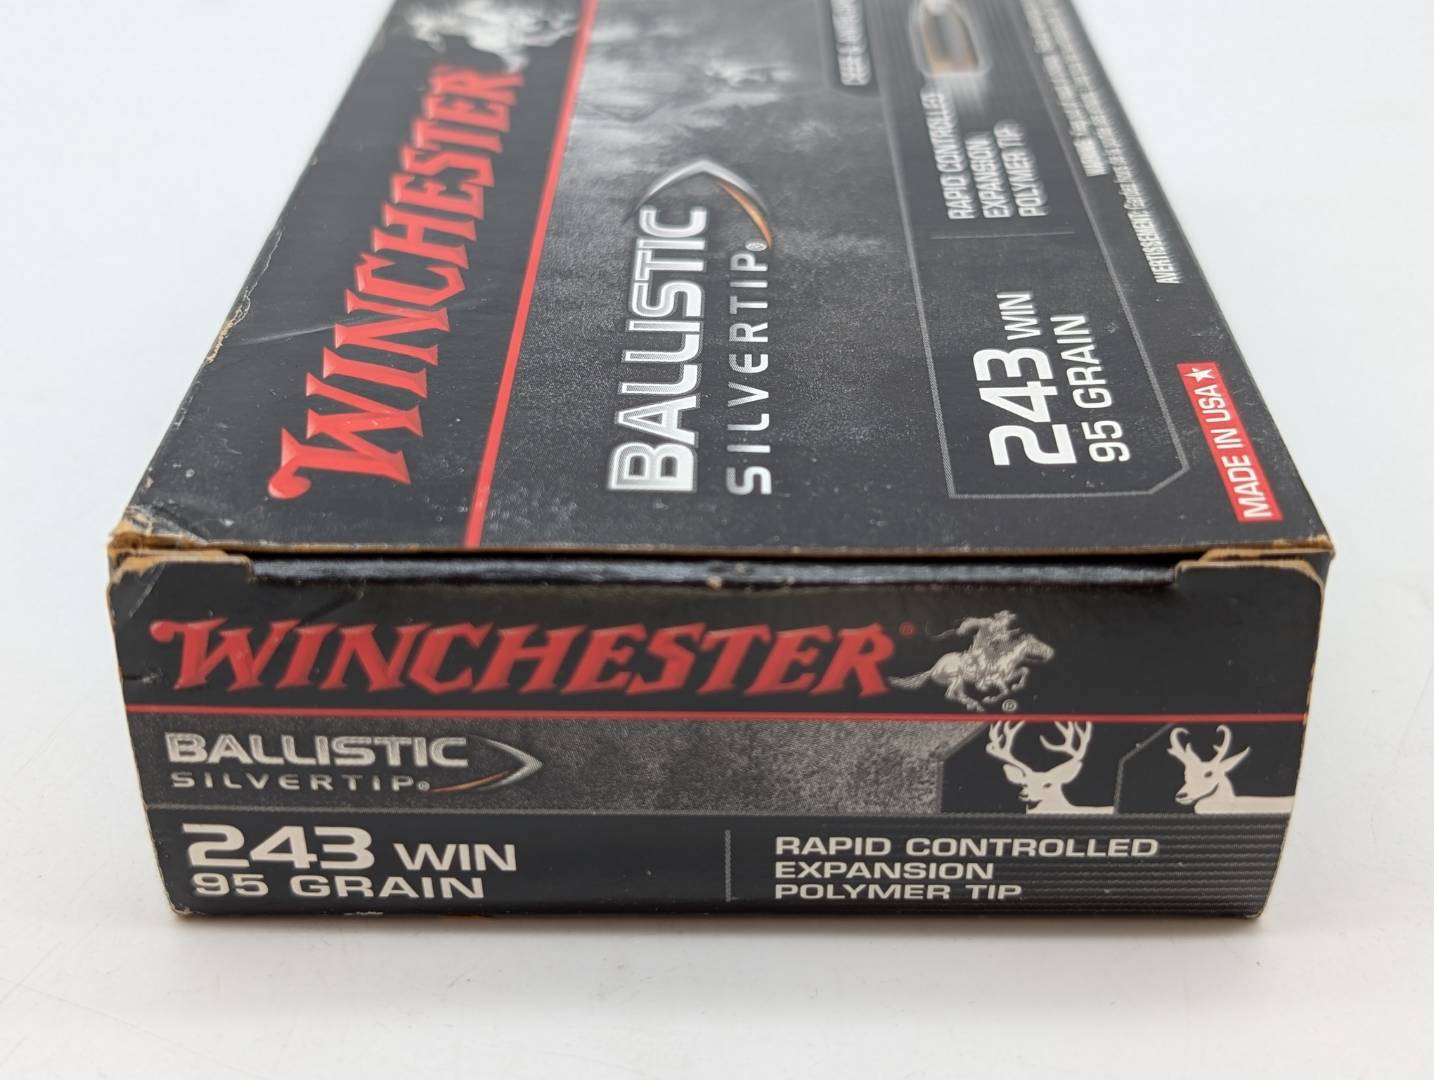 WINCHESTER
BALLISTIC
SILVERTIP®
RAPID CONTROLLED
EXPANSION
POLYMER TIP
243 WIN
95 GRAIN
MADE IN USA
WINCHESTER®
®
BALLISTIC
SILVERTIP®
243 WIN
95 GRAIN
RAPID CONTROLLED
EXPANSION
POLYMER TIP